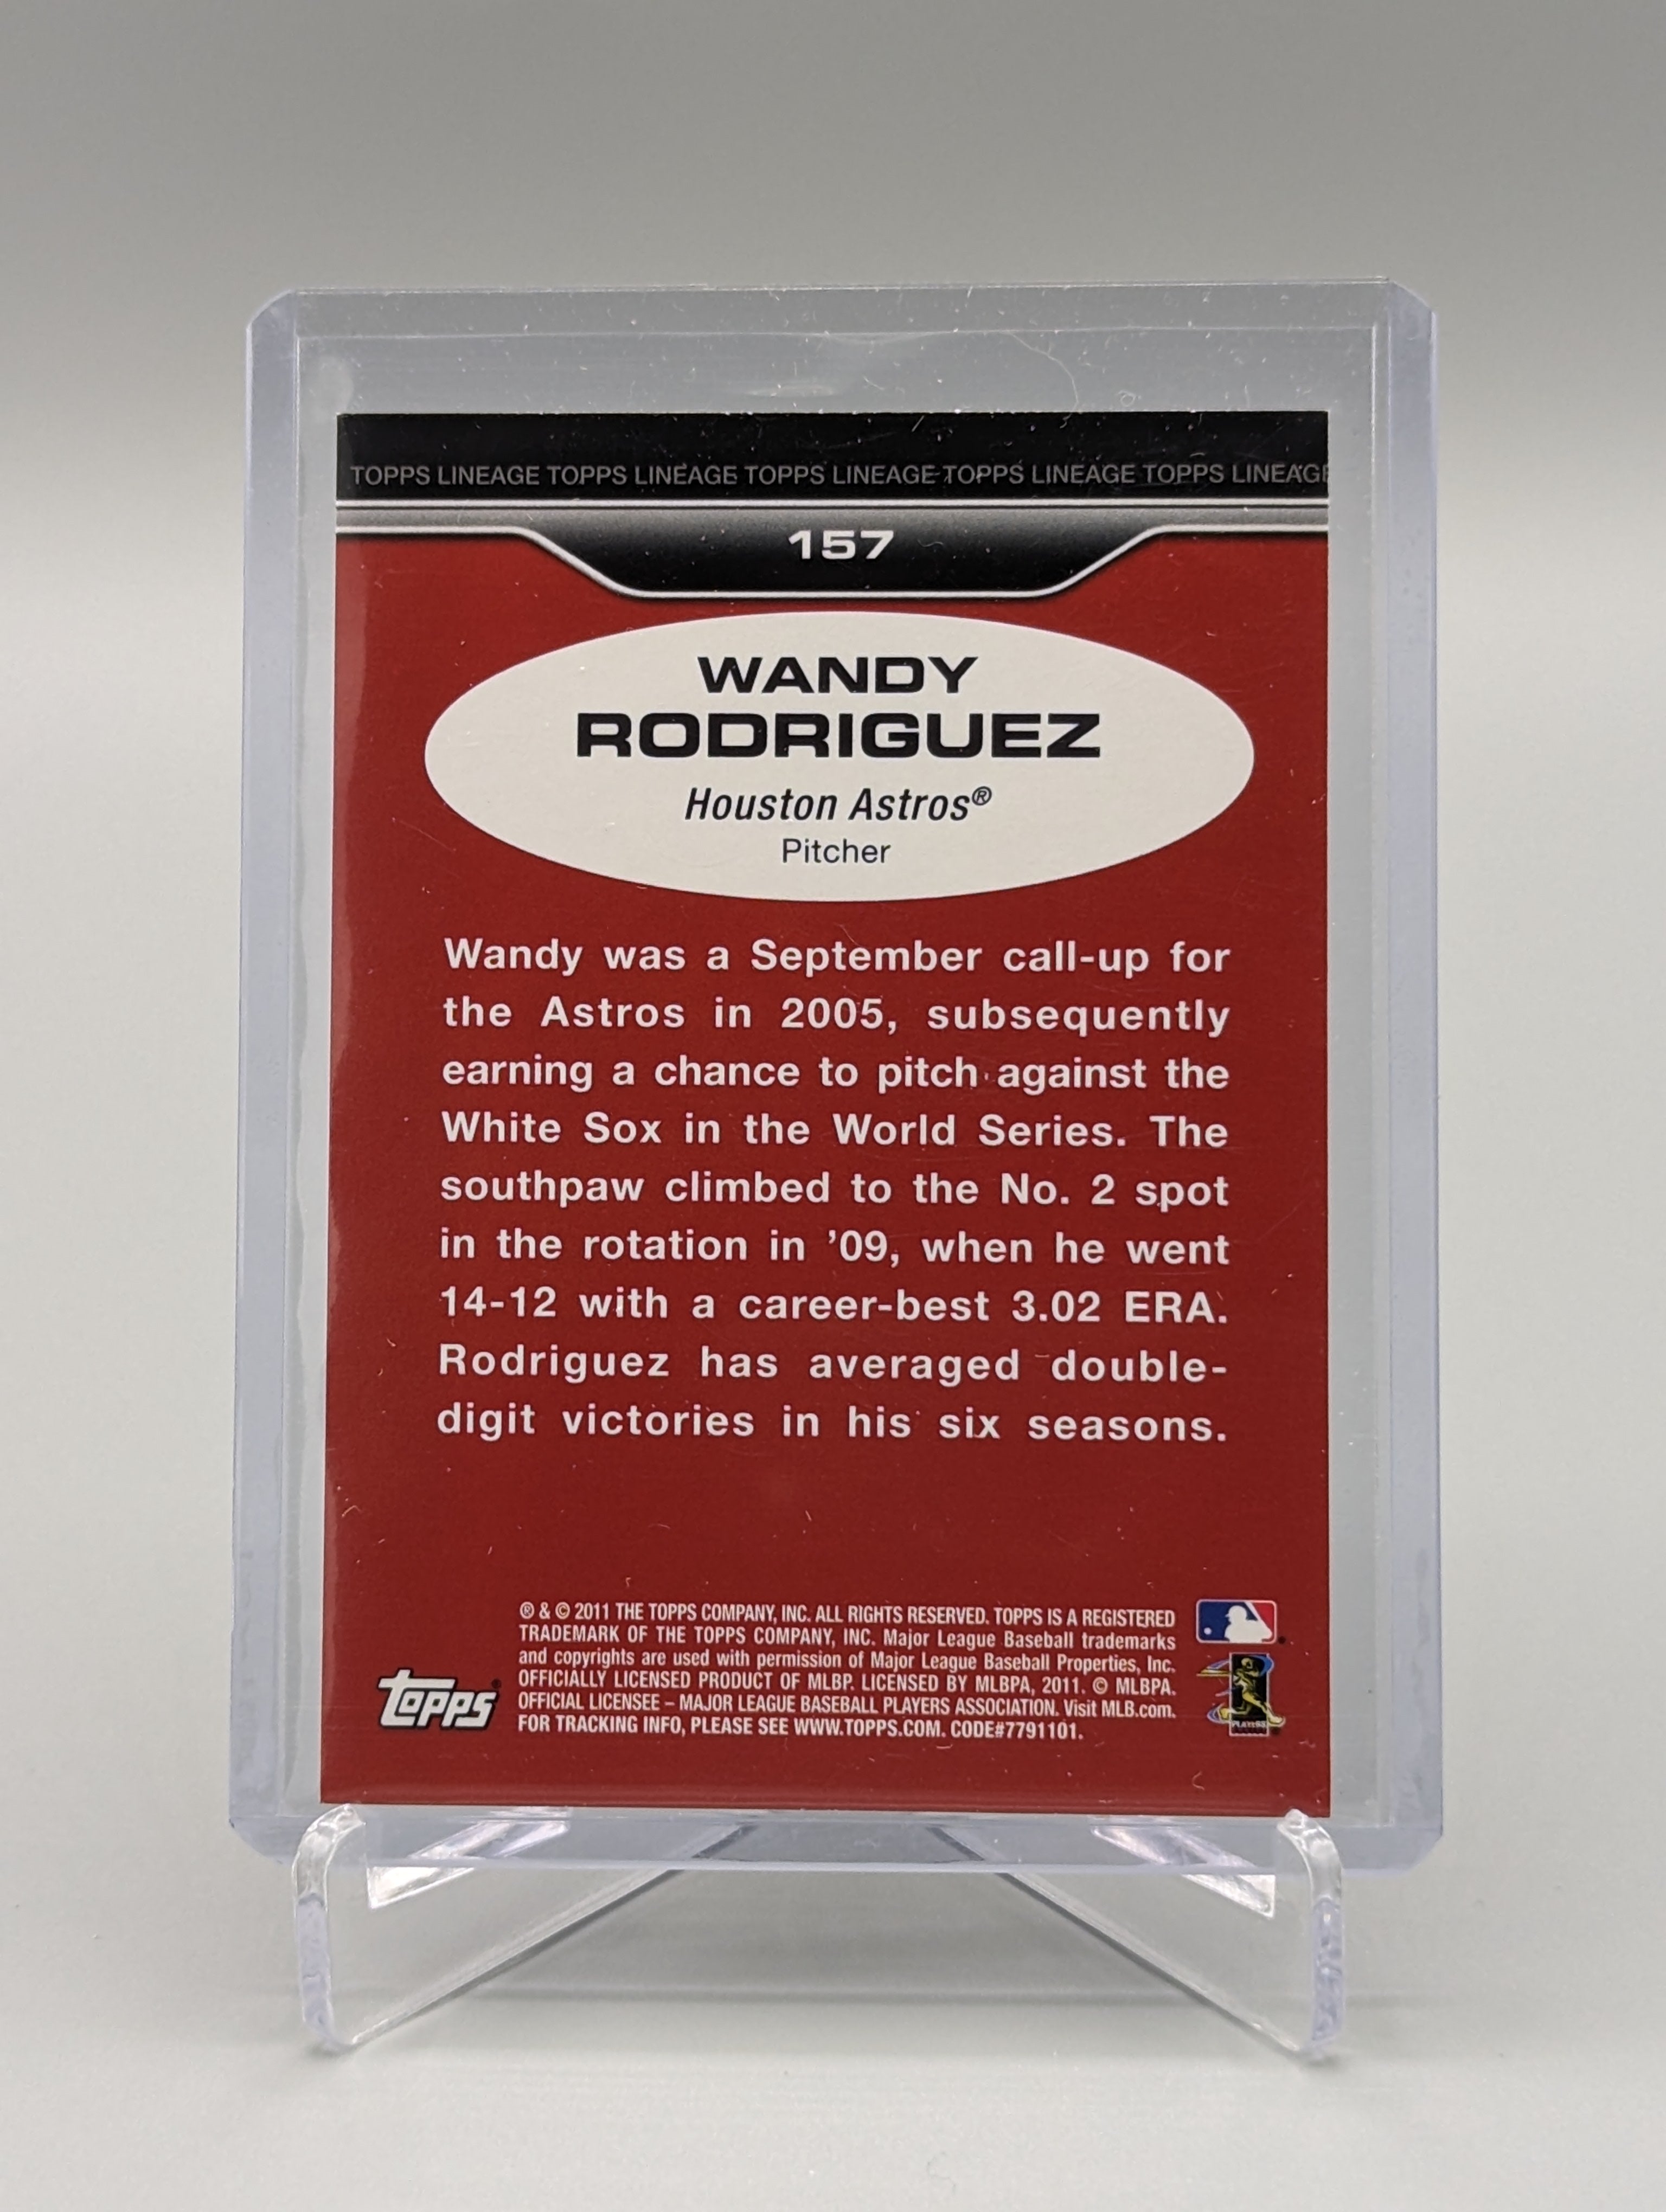 TOPPS LINEAGE TOPPS LINEAGE TOPPS LINEAGE TOPPS LINEAGE TOPPS LINEAGE
157
WANDY
RODRIGUEZ
Houston Astros®
Pitcher
Wandy was a September call-up for
the Astros in 2005, subsequently
earning a chance to pitch against the
White Sox in the World Series. The
southpaw climbed to the No. 2 spot
in the rotation in ’09, when he went
14-12 with a career-best 3.02 ERA.
Rodriguez has averaged double-
digit victories in his six seasons.
® & © 2011 THE TOPPS COMPANY, INC. ALL RIGHTS RESERVED. TOPPS IS A REGISTERED
TRADEMARK OF THE TOPPS COMPANY, INC. Major League Baseball trademarks
and copyrights are used with permission of Major League Baseball Properties, Inc.
OFFICIALLY LICENSED PRODUCT OF MLBP. LICENSED BY MLBPA, 2011. © MLBPA.
OFFICIAL LICENSEE – MAJOR LEAGUE BASEBALL PLAYERS ASSOCIATION. Visit MLB.com.
FOR TRACKING INFO, PLEASE SEE WWW.TOPPS.COM. CODE#7791101.
topps®
PLAYERS